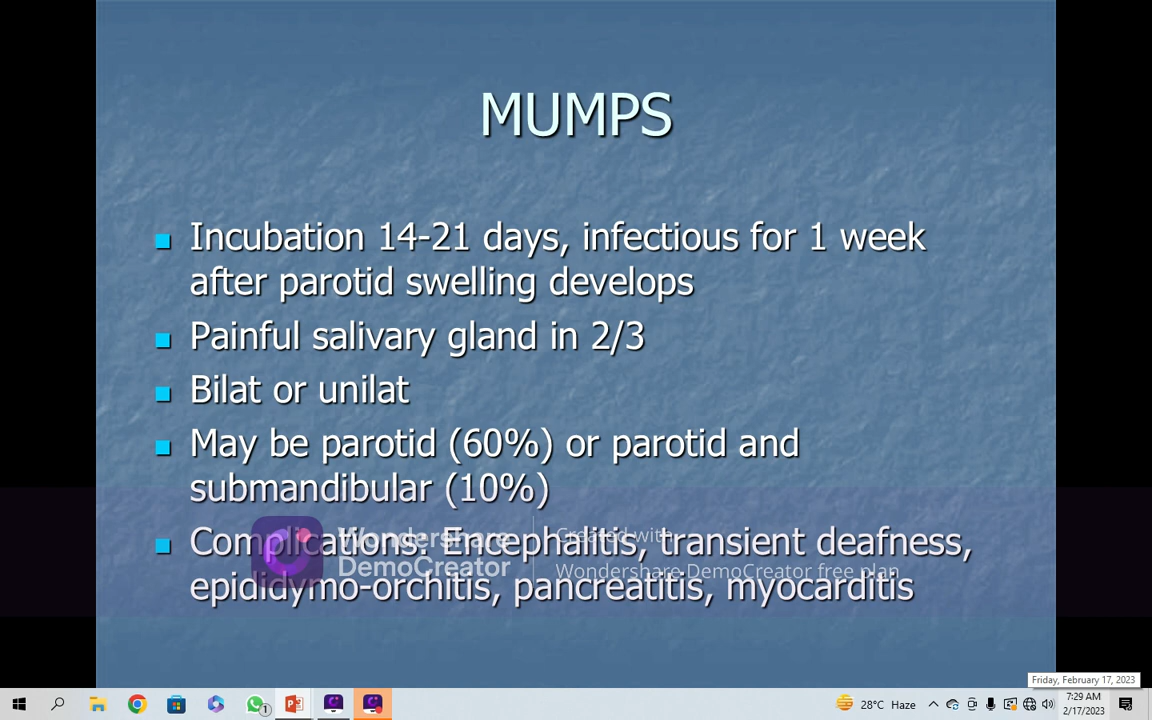 MUMPS
Incubation 14-21 days, infectious for 1 week
after parotid swelling develops
Painful salivary gland in 2/3
Bilat or unilat
May be parotid (60%) or parotid and
submandibular (10%)
Complications: Encephalitis, transient deafness,
epididymo-orchitis, pancreatitis, myocarditis
Wondershare
DemoCreator
Created with
Wondershare DemoCreator free plan
Friday, February 17, 2023
1
28°C Haze
7:29 AM
2/17/2023